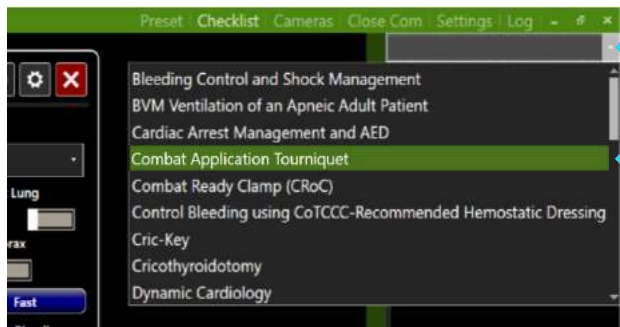 Preset Checklist Cameras Close Com Settings Log
Bleeding Control and Shock Management
BVM Ventilation of an Apneic Adult Patient
Cardiac Arrest Management and AED
Combat Application Tourniquet
Lung
Combat Ready Clamp (CRoC)
Control Bleeding using CoTCCC-Recommended Hemostatic Dressing
rax
Cric-Key
Cricothyroidotomy
Fast
Dynamic Cardiology